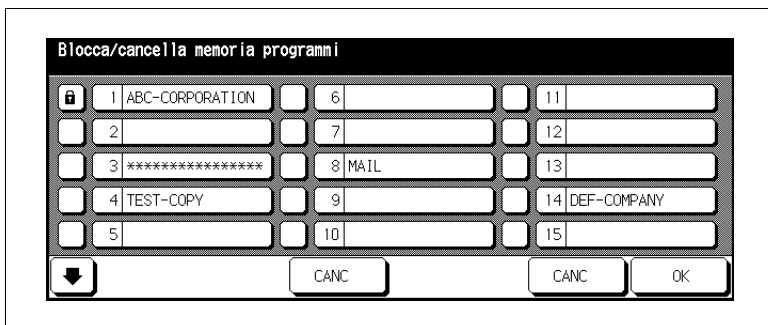 Blocca/cancella memoria programmi
1 ABC-CORPORATION 6 11
2 7 12
3 **************** 8 MAIL 13
4 TEST-COPY 9 14 DEF-COMPANY
5 10 15
CANC CANC OK